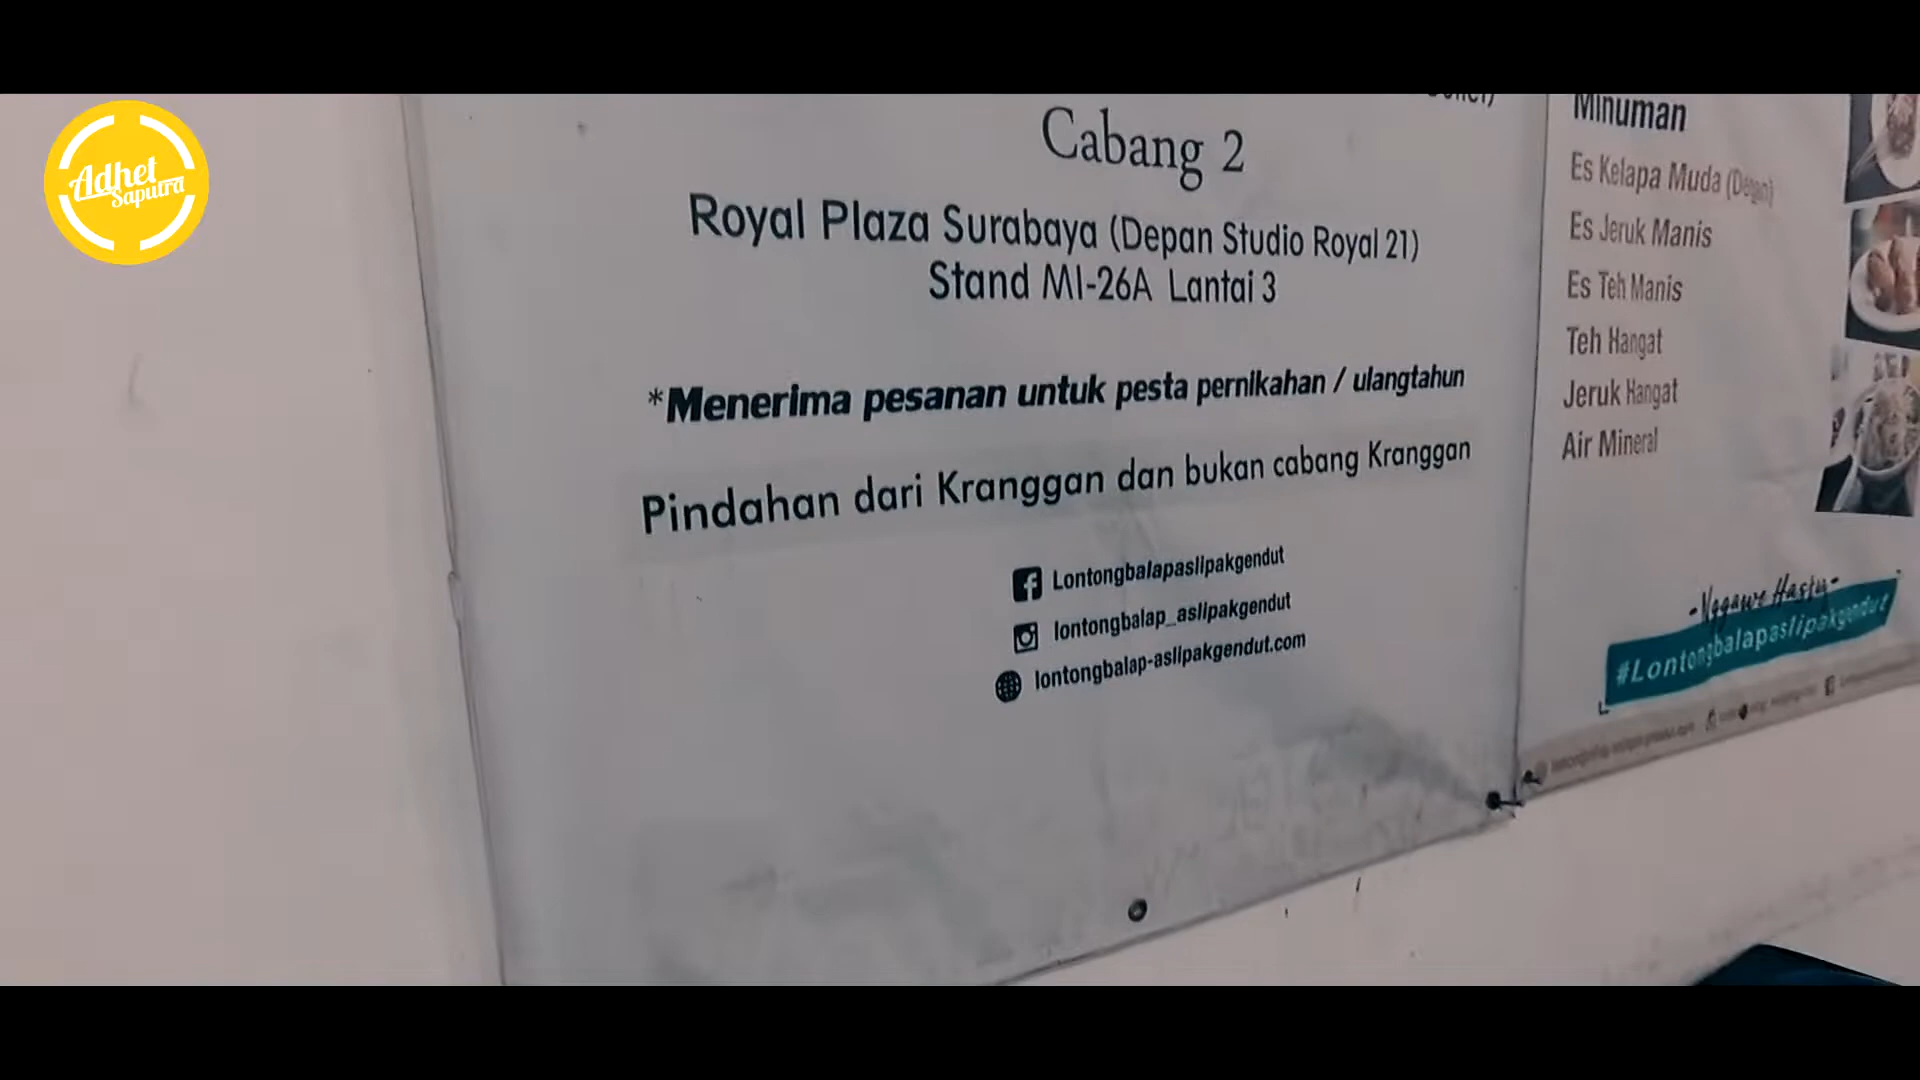 Adhet
Saputra
Cabang 2
Royal Plaza Surabaya (Depan Studio Royal 21)
Stand MI-26A Lantai 3
*Menerima pesanan untuk pesta pernikahan / ulangtahun
Pindahan dari Kranggan dan bukan cabang Kranggan
Lontongbalapaslipakgendut
lontongbalap_aslipakgendut
lontongbalap-aslipakgendut.com
Minuman
Es Kelapa Muda (Degan)
Es Jeruk Manis
Es Teh Manis
Teh Hangat
Jeruk Hangat
Air Mineral
#Lontongbalapaslipakgendut